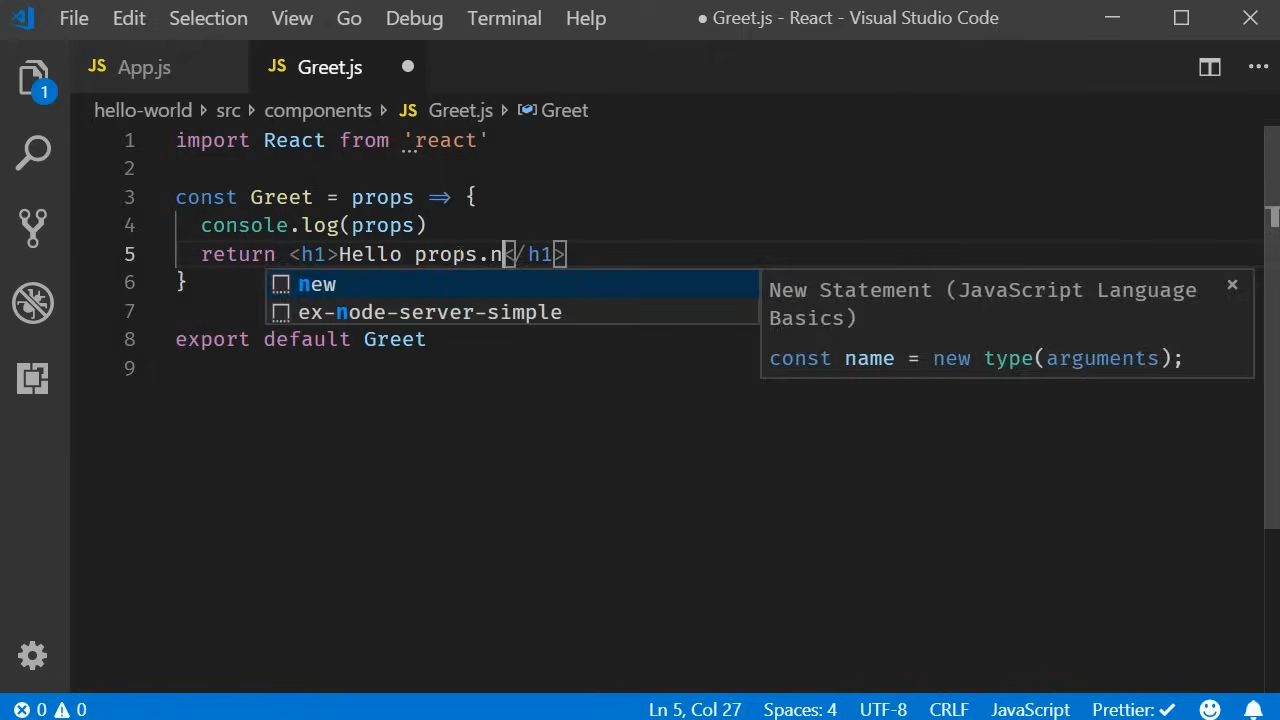 File Edit Selection View Go Debug Terminal Help ● Greet.js - React - Visual Studio Code
JS App.js JS Greet.js ●
hello-world › src › components › JS Greet.js › Greet
1 import React from 'react'
2
3 const Greet = props => {
4 console.log(props)
5 return <h1>Hello props.n</h1>
6 }
7
8 export default Greet
9
new
ex-node-server-simple
New Statement (JavaScript Language
Basics)
const name = new type(arguments);
1
0 0 Ln 5, Col 27 Spaces: 4 UTF-8 CRLF JavaScript Prettier: ✓